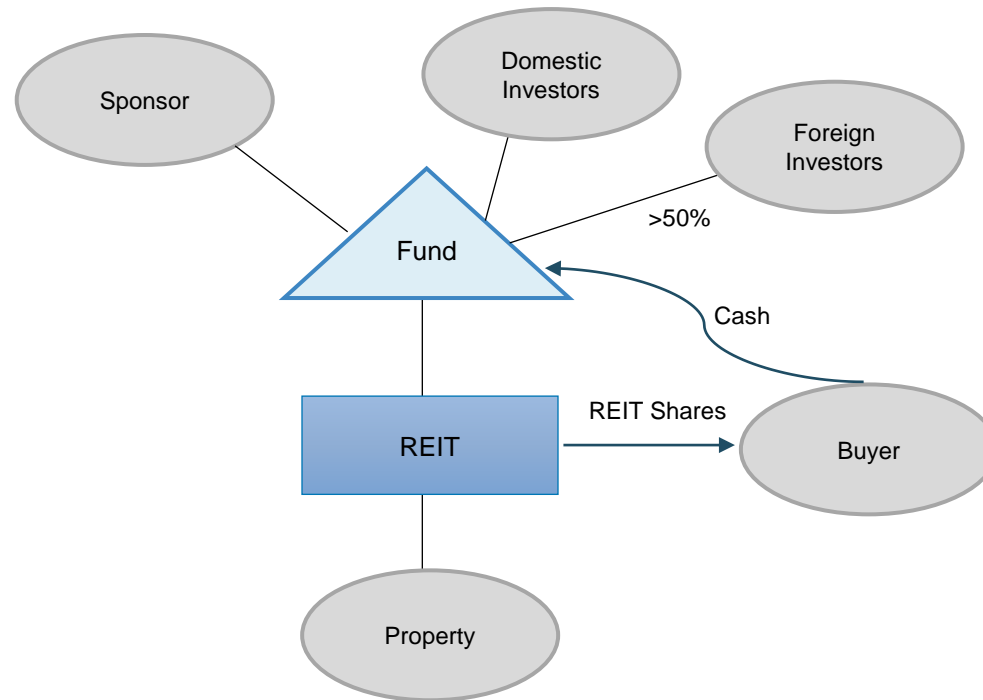 Sponsor
Domestic
Investors
Foreign
Investors
>50%
Fund
Cash
REIT Shares
REIT
Buyer
Property